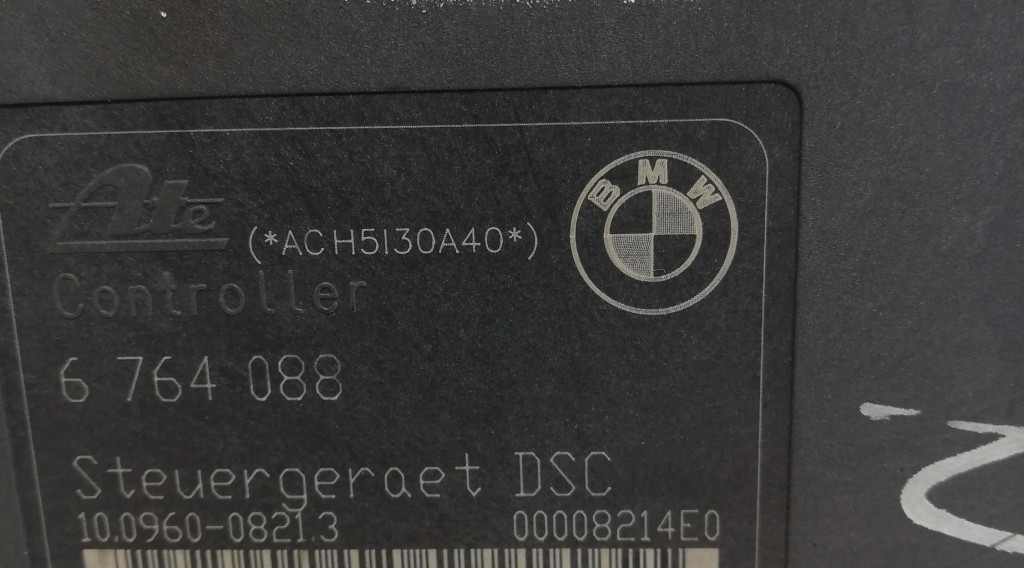 BMW
Ate
(*ACH5I30A40*)
Controller
6 764 088
Steuergeraet DSC
10.0960-0821.3 00008214E0